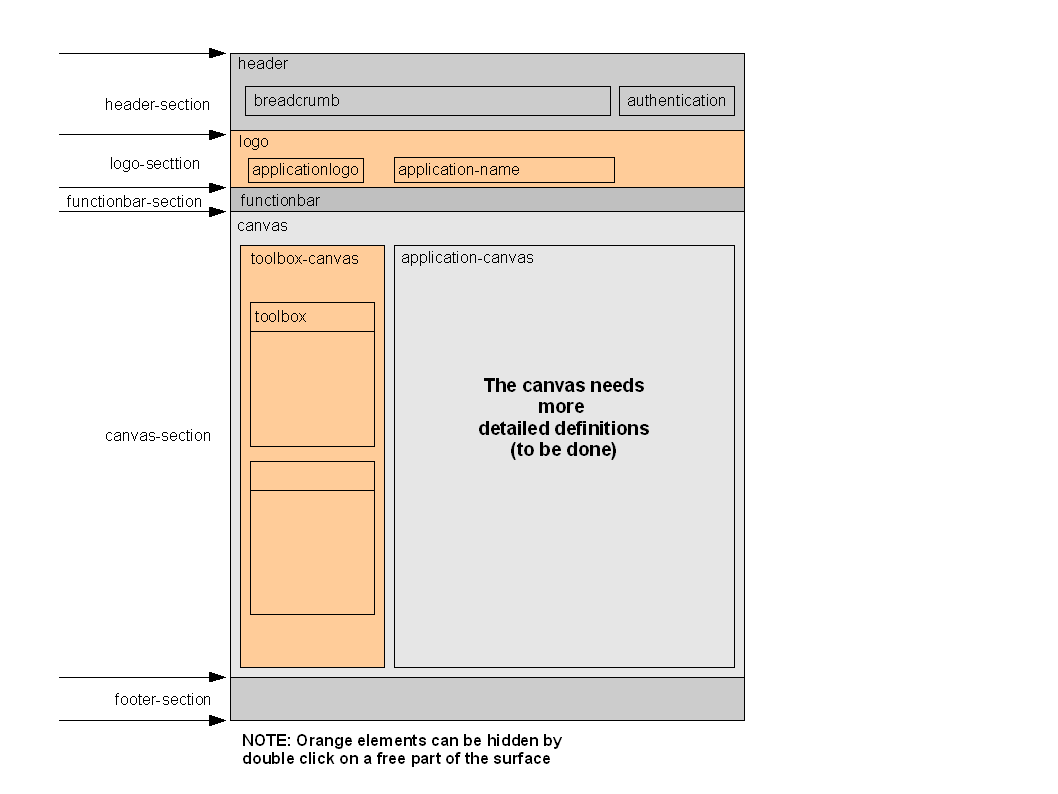 header
header-section
breadcrumb
authentication
logo
logo-secttion
applicationlogo
application-name
functionbar-section
functionbar
canvas
toolbox-canvas
application-canvas
toolbox
The canvas needs
more
detailed definitions
(to be done)
canvas-section
footer-section
NOTE: Orange elements can be hidden by
double click on a free part of the surface